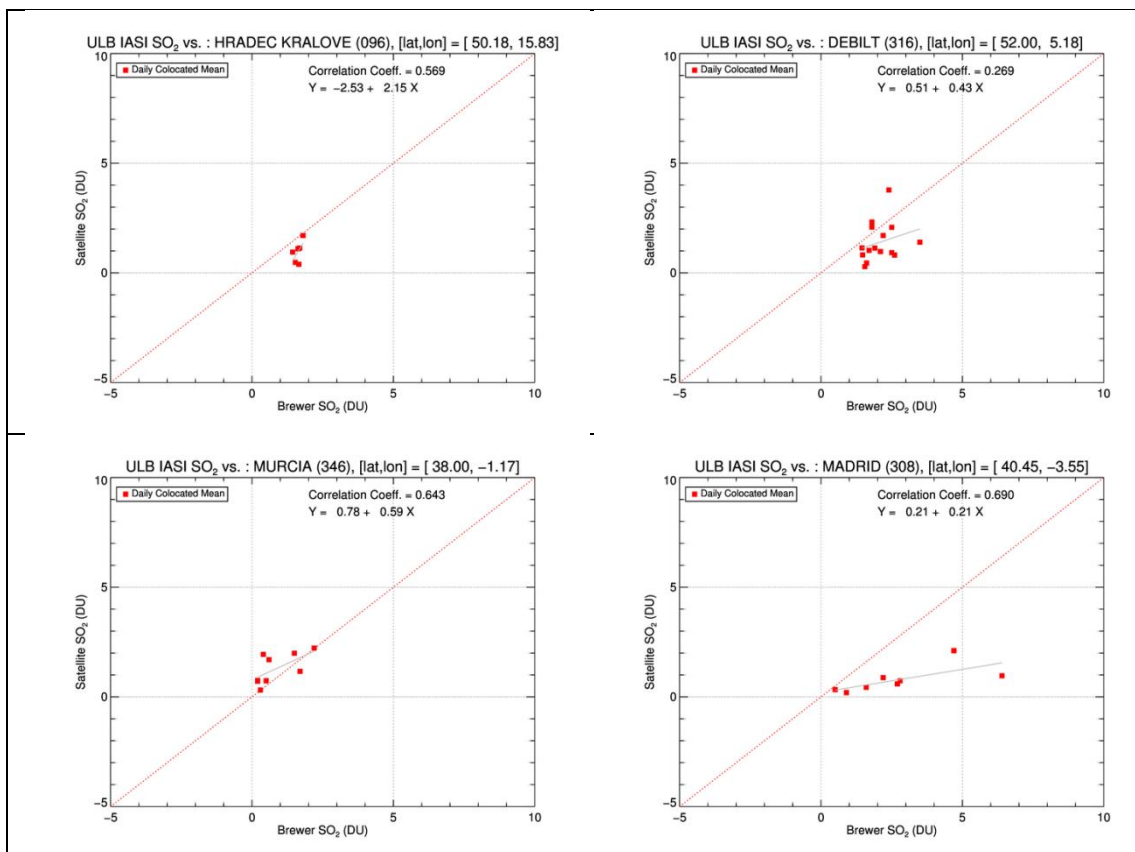 ULB IASI SO₂ vs. : HRADEC KRALOVE (096), [lat,lon] = [ 50.18, 15.83]
10
Daily Colocated Mean
Correlation Coeff. = 0.569
Y = −2.53 + 2.15 X
Satellite SO₂ (DU)
5
0
−5
−5 0 5 10
Brewer SO₂ (DU)
ULB IASI SO₂ vs. : DEBILT (316), [lat,lon] = [ 52.00, 5.18]
10
Daily Colocated Mean
Correlation Coeff. = 0.269
Y = 0.51 + 0.43 X
Satellite SO₂ (DU)
5
0
−5
−5 0 5 10
Brewer SO₂ (DU)
ULB IASI SO₂ vs. : MURCIA (346), [lat,lon] = [ 38.00, −1.17]
10
Daily Colocated Mean
Correlation Coeff. = 0.643
Y = 0.78 + 0.59 X
Satellite SO₂ (DU)
5
0
−5
−5 0 5 10
Brewer SO₂ (DU)
ULB IASI SO₂ vs. : MADRID (308), [lat,lon] = [ 40.45, −3.55]
10
Daily Colocated Mean
Correlation Coeff. = 0.690
Y = 0.21 + 0.21 X
Satellite SO₂ (DU)
5
0
−5
−5 0 5 10
Brewer SO₂ (DU)